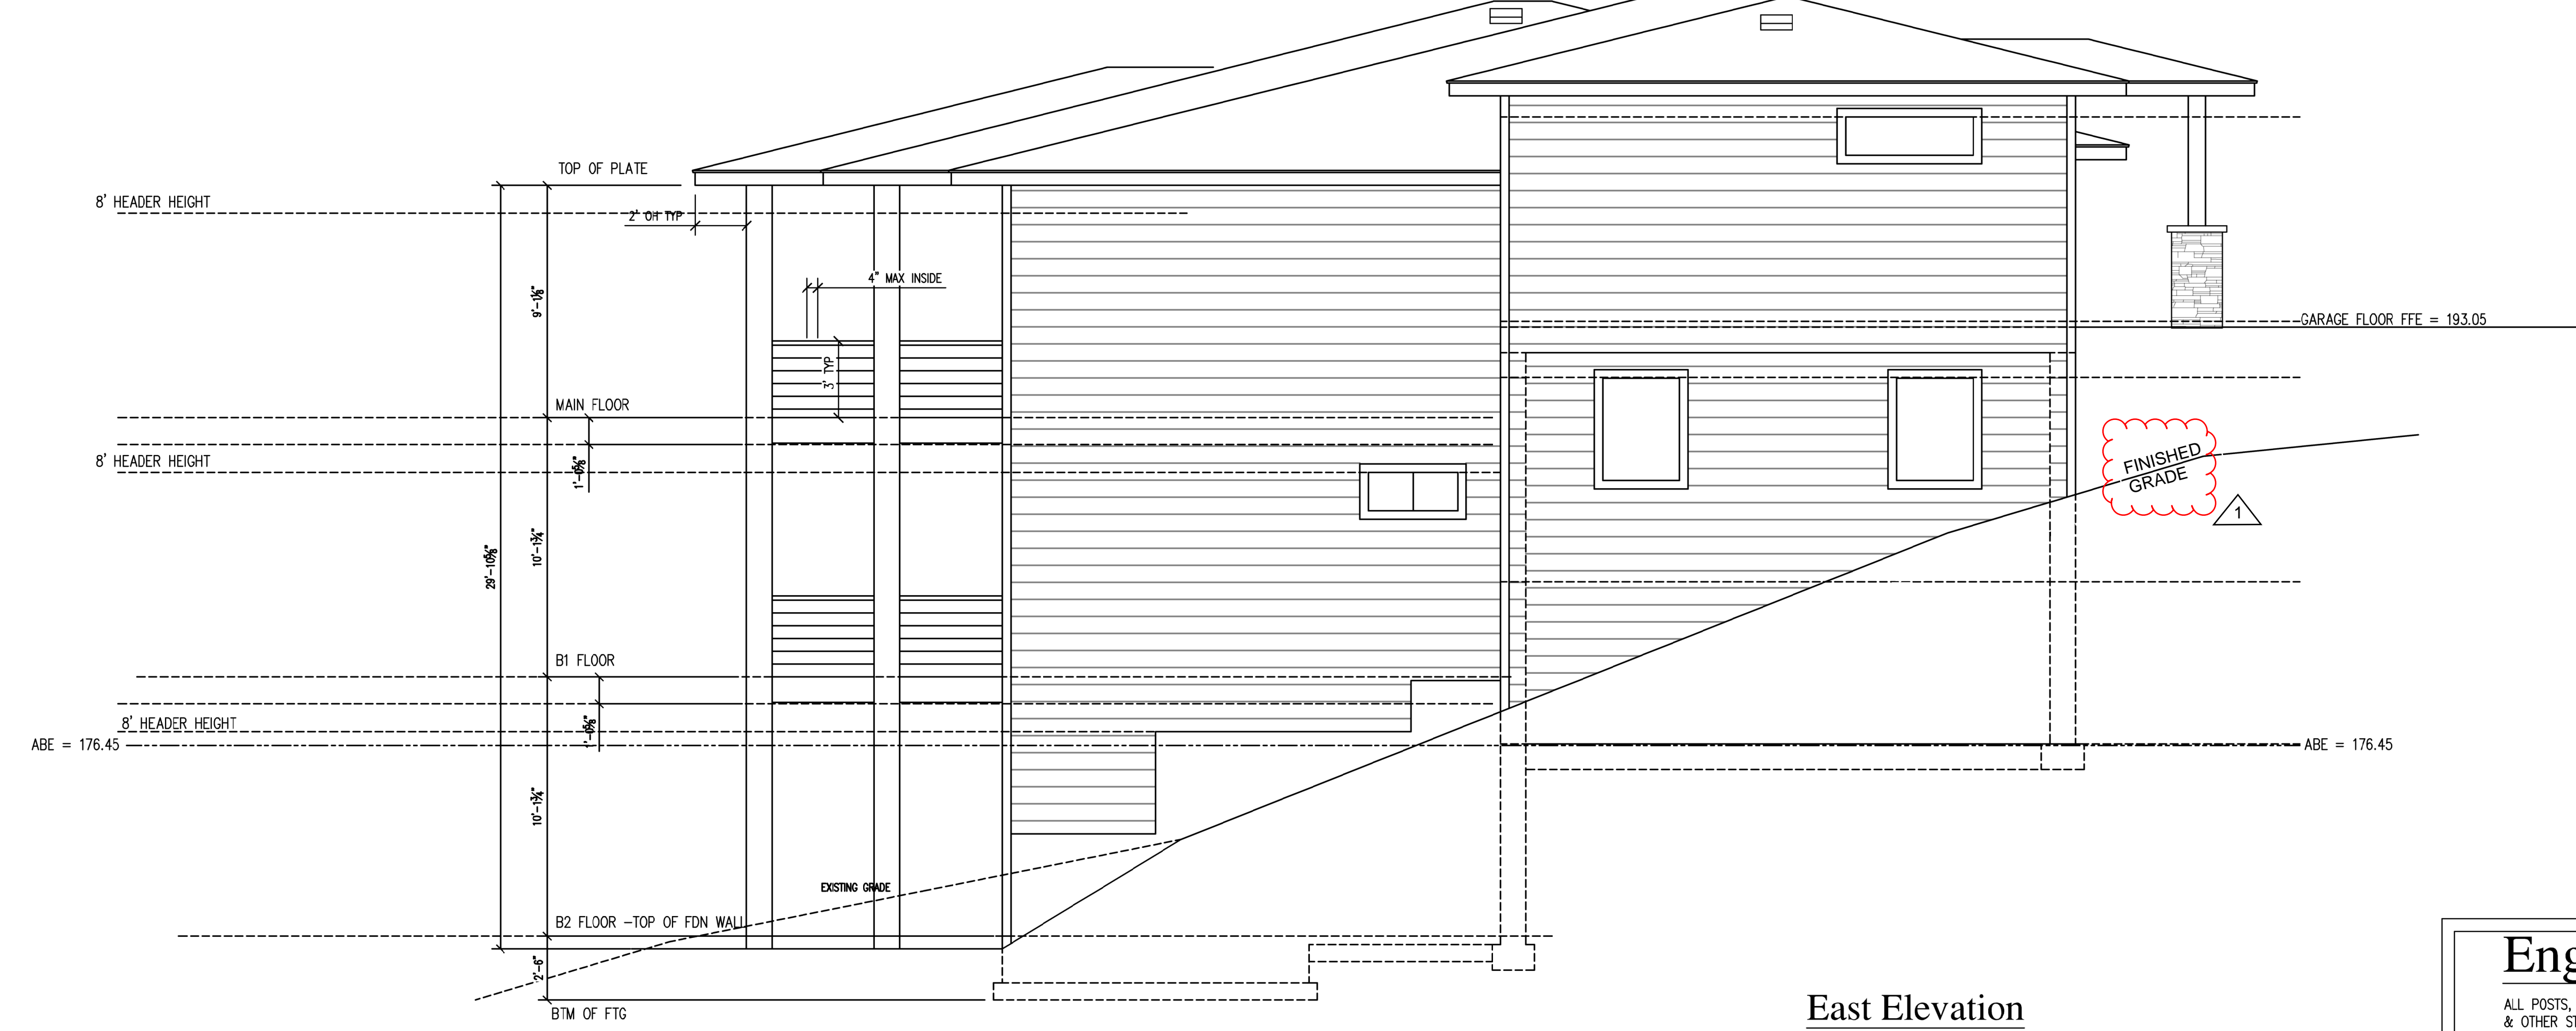 TOP OF PLATE
8' HEADER HEIGHT
2' OH TYP
4" MAX INSIDE
9'-1⅛"
GARAGE FLOOR FFE = 193.05
3' TYP
MAIN FLOOR
8' HEADER HEIGHT
1'-0⅝"
FINISHED
GRADE
1
10'-1¾"
29'-10⅝"
B1 FLOOR
8' HEADER HEIGHT
1'-0⅝"
ABE = 176.45
ABE = 176.45
10'-1¾"
EXISTING GRADE
B2 FLOOR -TOP OF FDN WALL
2'-6"
BTM OF FTG
East Elevation
Eng
ALL POSTS,
& OTHER ST